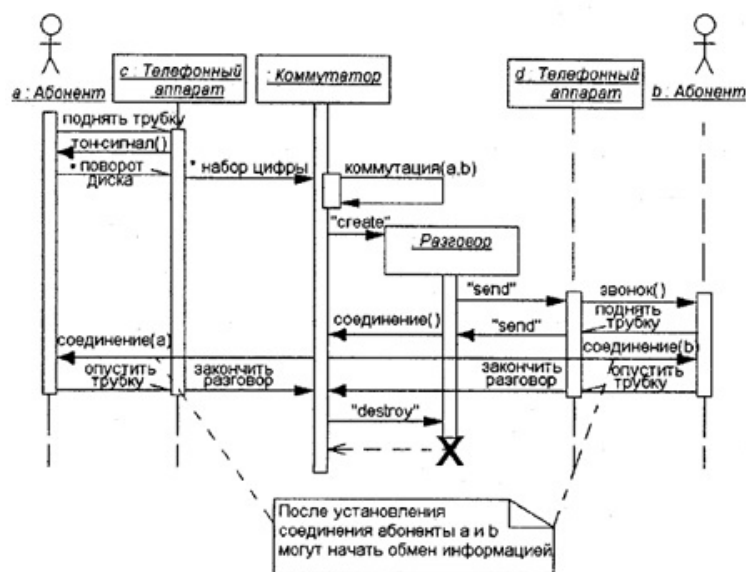 c : Телефонный
аппарат
: Коммутатор
d : Телефонный
аппарат
a : Абонент
b : Абонент
поднять трубку
тон-сигнал()
* поворот
диска
* набор цифры
коммутация(a,b)
"create"
: Разговор
"send"
звонок()
соединение()
"send"
поднять
трубку
соединение(a)
соединение(b)
опустить
трубку
закончить
разговор
закончить
разговор
опустить
трубку
"destroy"
После установления
соединения абоненты a и b
могут начать обмен информацией